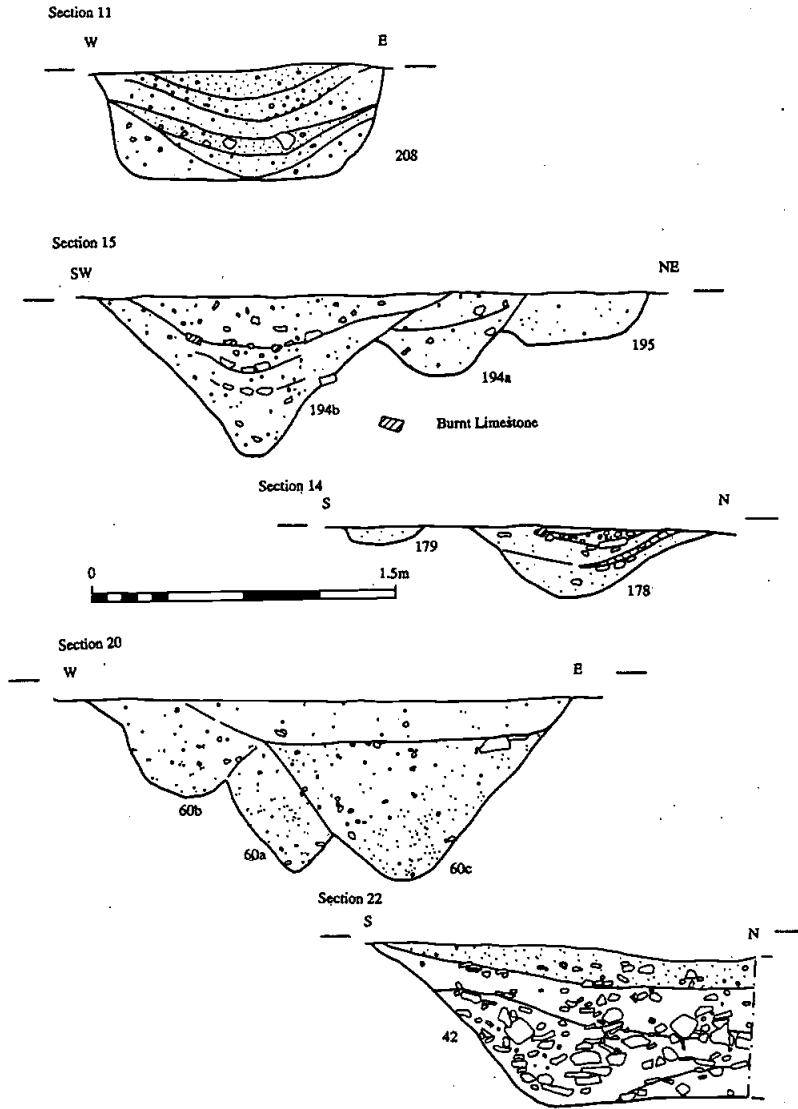 Section 11
W E
208
Section 15
SW NE
195
194a
194b
Burnt Limestone
Section 14
S N
179
178
0 1.5m
Section 20
W E
60b
60a
60c
Section 22
S N
42